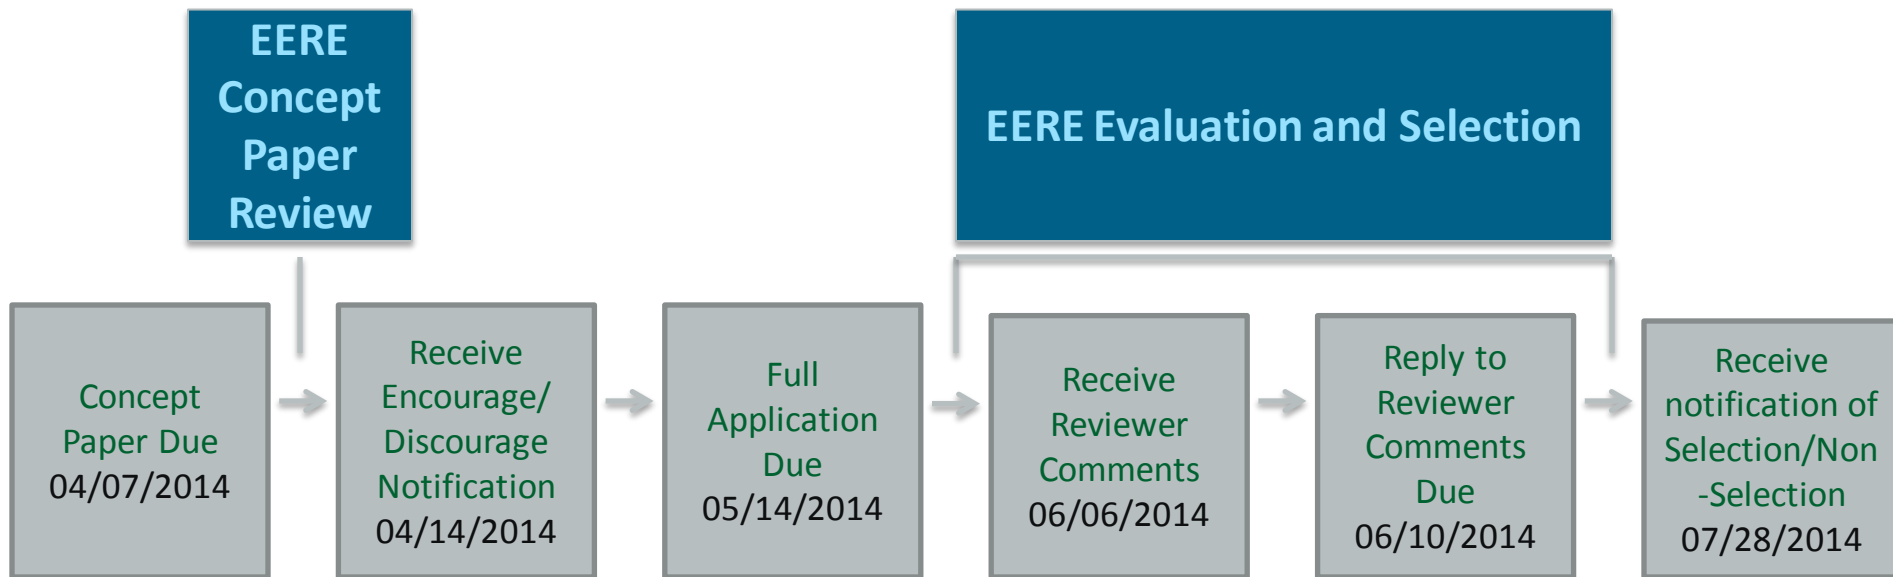 EERE
Concept
Paper
Review
EERE Evaluation and Selection
Concept
Paper Due
04/07/2014
Receive
Encourage/
Discourage
Notification
04/14/2014
Full
Application
Due
05/14/2014
Receive
Reviewer
Comments
06/06/2014
Reply to
Reviewer
Comments
Due
06/10/2014
Receive
notification of
Selection/Non
-Selection
07/28/2014